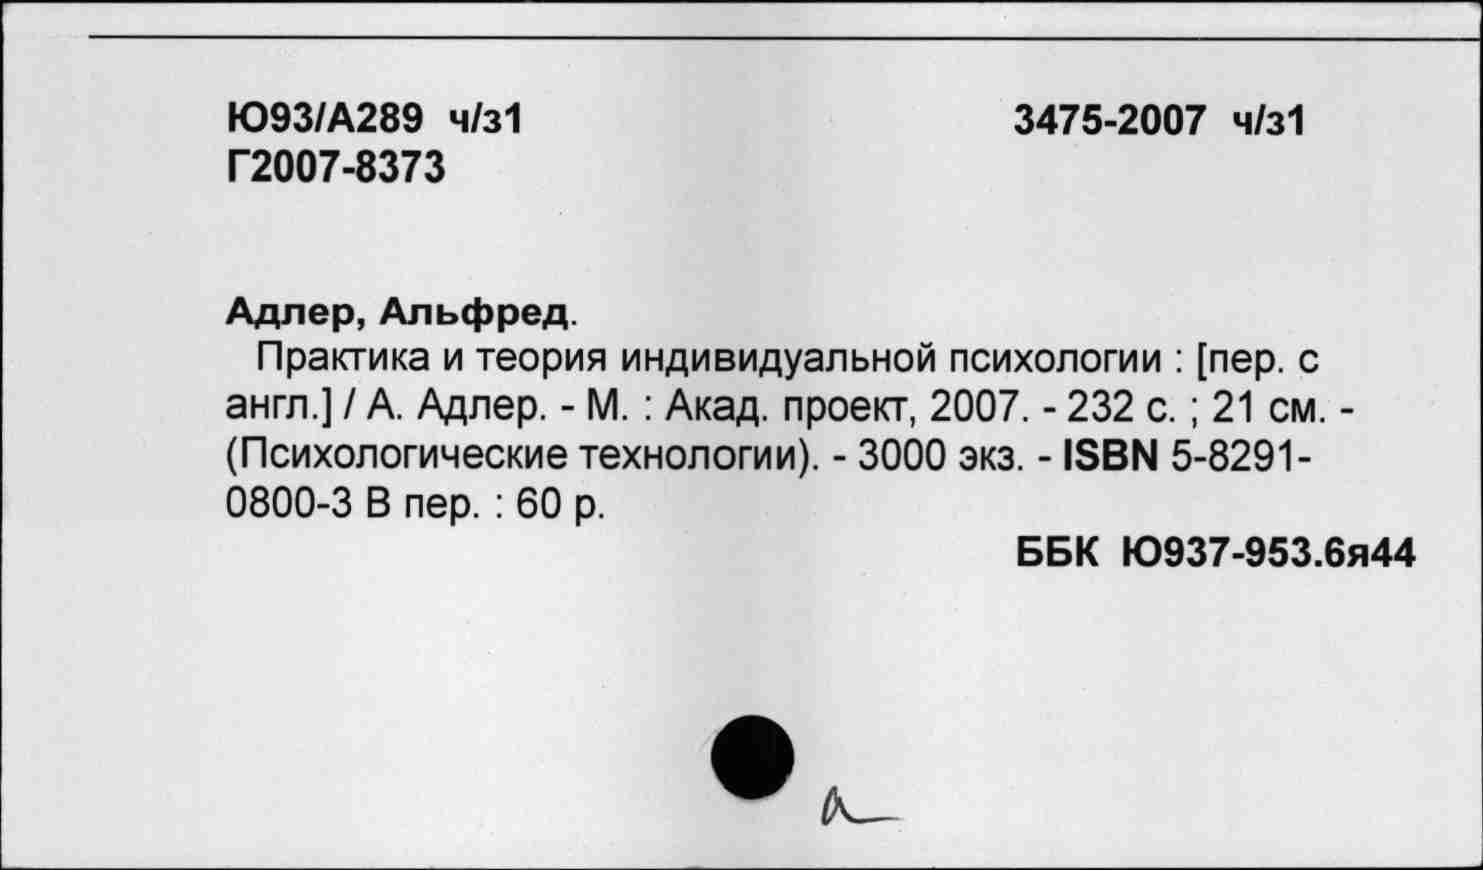 Ю93/А289 ч/з1 3475-2007 ч/з1
Г2007-8373
Адлер, Альфред.
Практика и теория индивидуальной психологии : [пер. с
англ.] / А. Адлер. - М. : Акад. проект, 2007. - 232 с. ; 21 см. -
(Психологические технологии). - 3000 экз. - ISBN 5-8291-
0800-3 В пер. : 60 р.
ББК Ю937-953.6я44